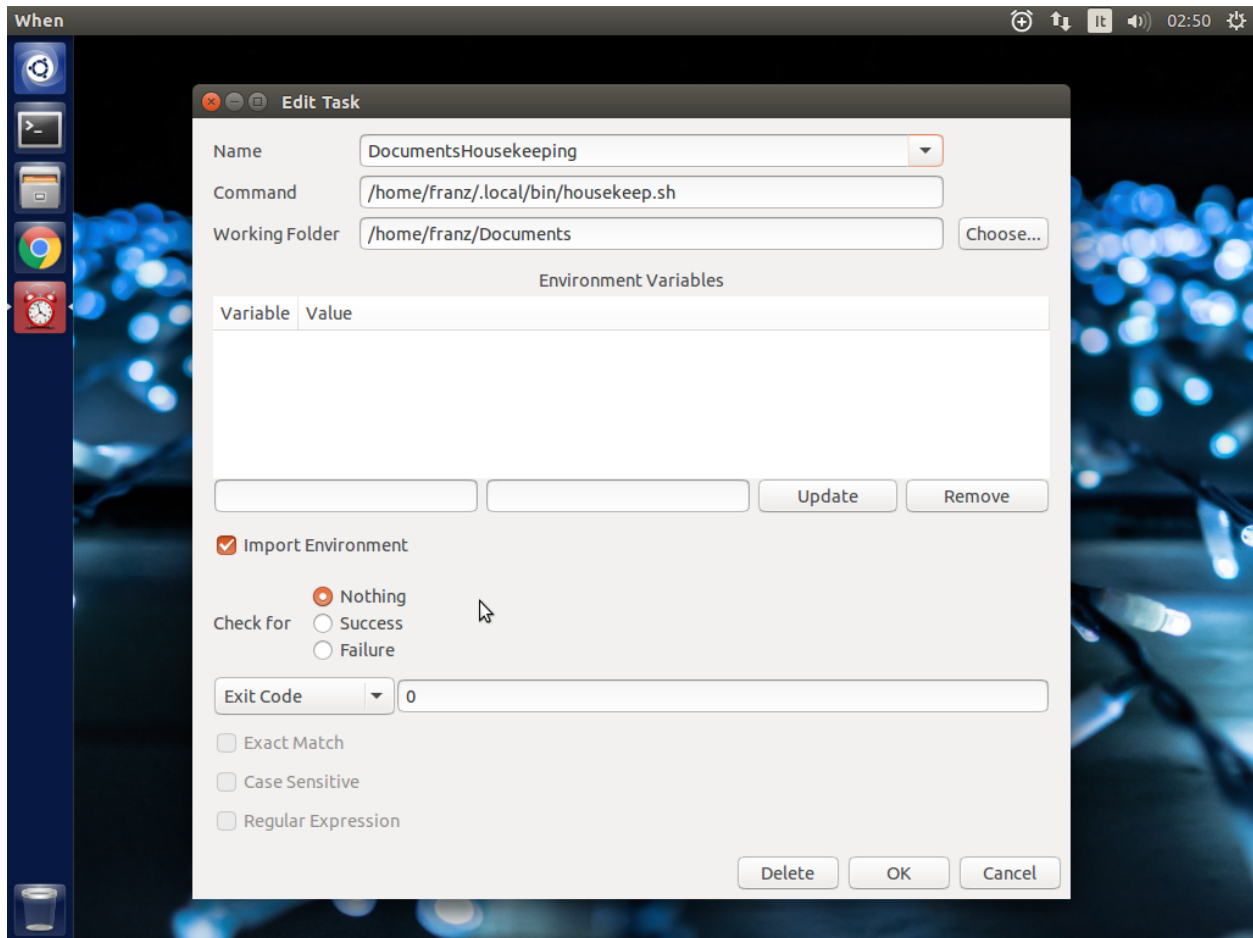 When
lt
02:50
Edit Task
Name DocumentsHousekeeping
Command /home/franz/.local/bin/housekeep.sh
Working Folder /home/franz/Documents Choose...
Environment Variables
Variable Value
Update Remove
Import Environment
Nothing
Check for Success
Failure
Exit Code 0
Exact Match
Case Sensitive
Regular Expression
Delete OK Cancel